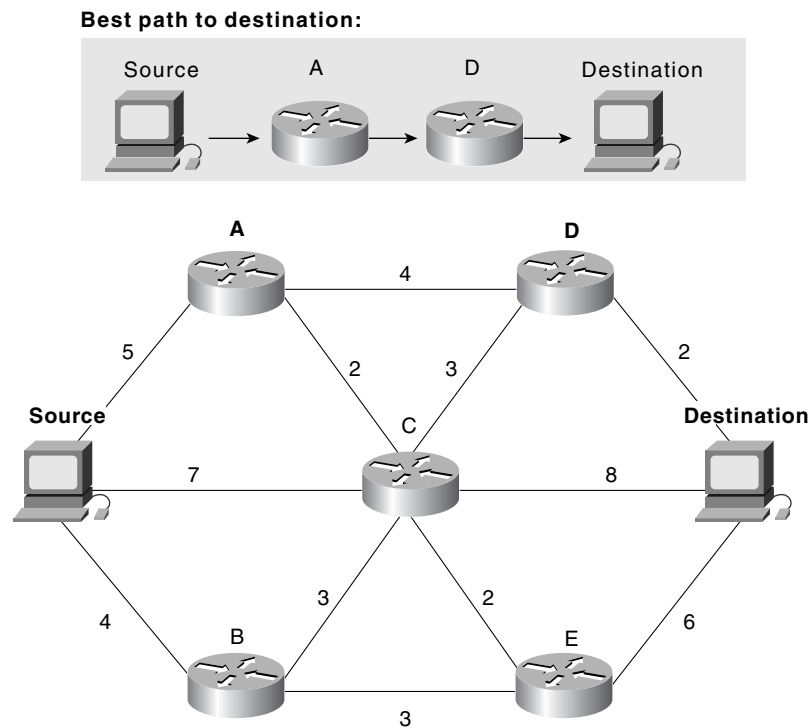 Best path to destination:
Source A D Destination
A D
4
5 2 3 2
Source C Destination
7 8
4 3 2 6
B E
3